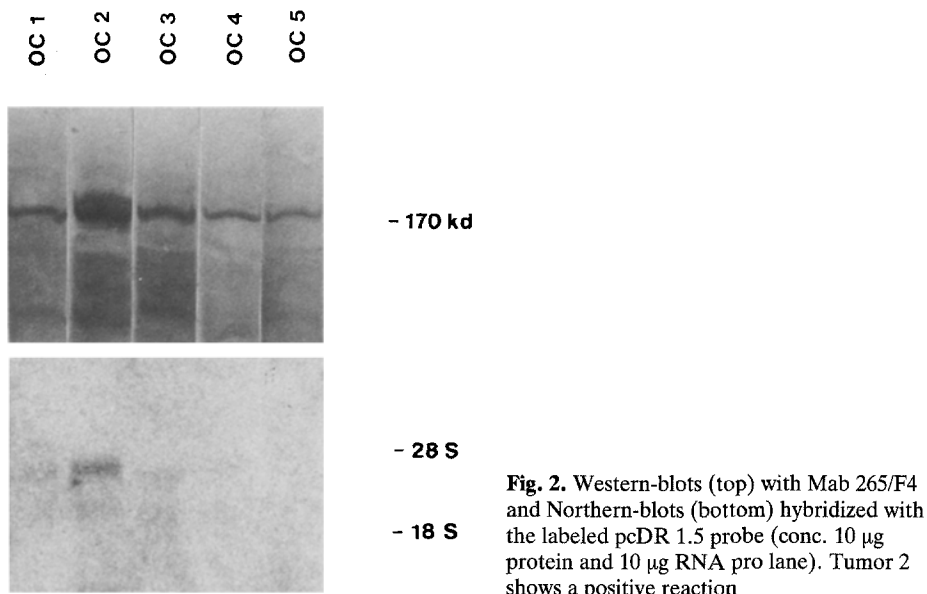 OC 1
OC 2
OC 3
OC 4
OC 5
- 170 kd
- 28 S
- 18 S
Fig. 2. Western-blots (top) with Mab 265/F4
and Northern-blots (bottom) hybridized with
the labeled pcDR 1.5 probe (conc. 10 µg
protein and 10 µg RNA pro lane). Tumor 2
shows a positive reaction